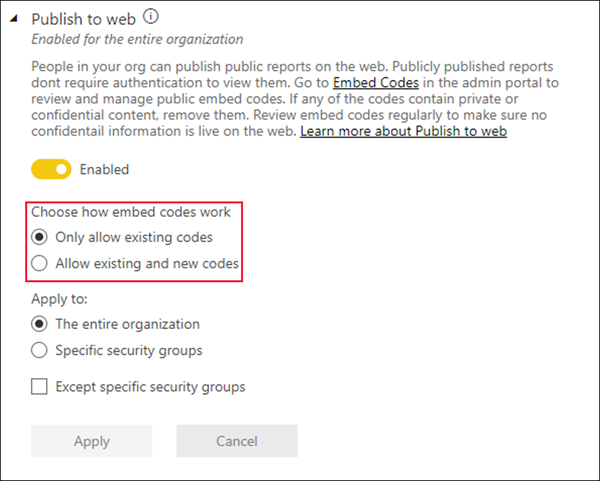 Publish to web
Enabled for the entire organization
People in your org can publish public reports on the web. Publicly published reports
dont require authentication to view them. Go to Embed Codes in the admin portal to
review and manage public embed codes. If any of the codes contain private or
confidential content, remove them. Review embed codes regularly to make sure no
confidentail information is live on the web. Learn more about Publish to web
Enabled
Choose how embed codes work
Only allow existing codes
Allow existing and new codes
Apply to:
The entire organization
Specific security groups
Except specific security groups
Apply Cancel